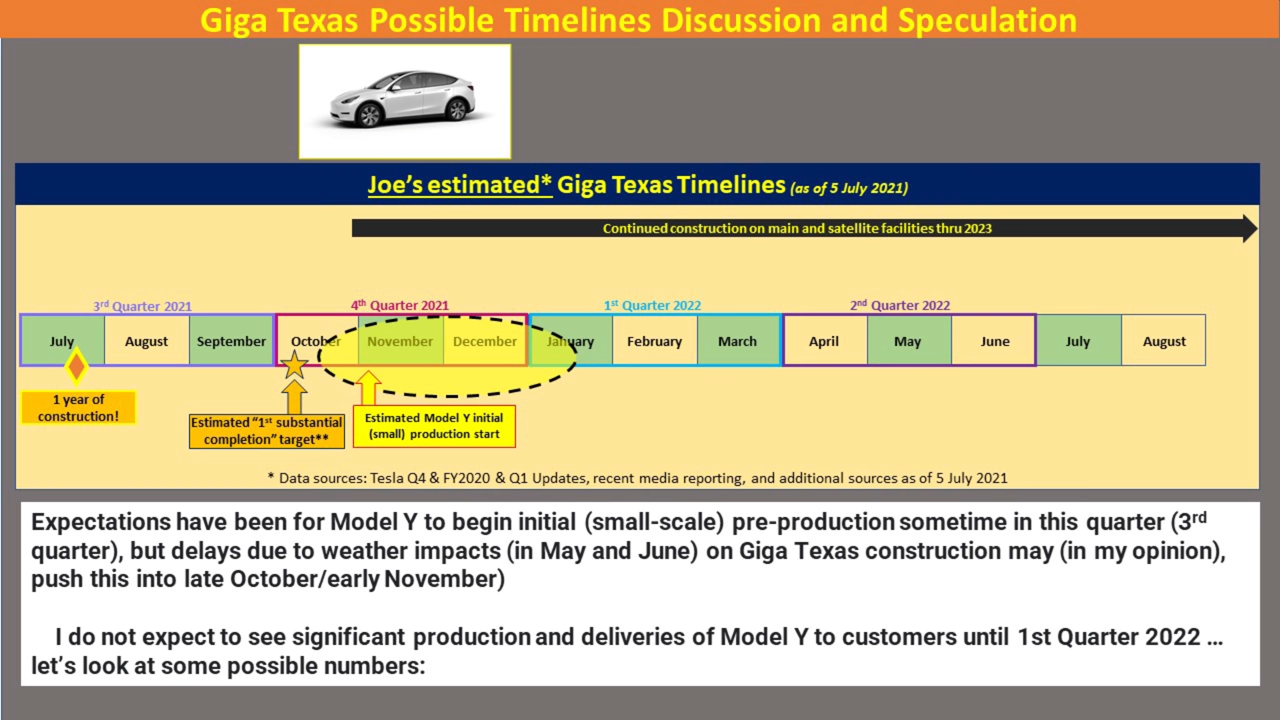 Giga Texas Possible Timelines Discussion and Speculation
Joe's estimated* Giga Texas Timelines (as of 5 July 2021)
Continued construction on main and satellite facilities thru 2023
3rd Quarter 2021 4th Quarter 2021 1st Quarter 2022 2nd Quarter 2022
July August September October November December January February March April May June July August
1 year of
construction!
Estimated “1st substantial
completion” target**
Estimated Model Y initial
(small) production start
* Data sources: Tesla Q4 & FY2020 & Q1 Updates, recent media reporting, and additional sources as of 5 July 2021
Expectations have been for Model Y to begin initial (small-scale) pre-production sometime in this quarter (3rd
quarter), but delays due to weather impacts (in May and June) on Giga Texas construction may (in my opinion),
push this into late October/early November)
I do not expect to see significant production and deliveries of Model Y to customers until 1st Quarter 2022 ...
let's look at some possible numbers: